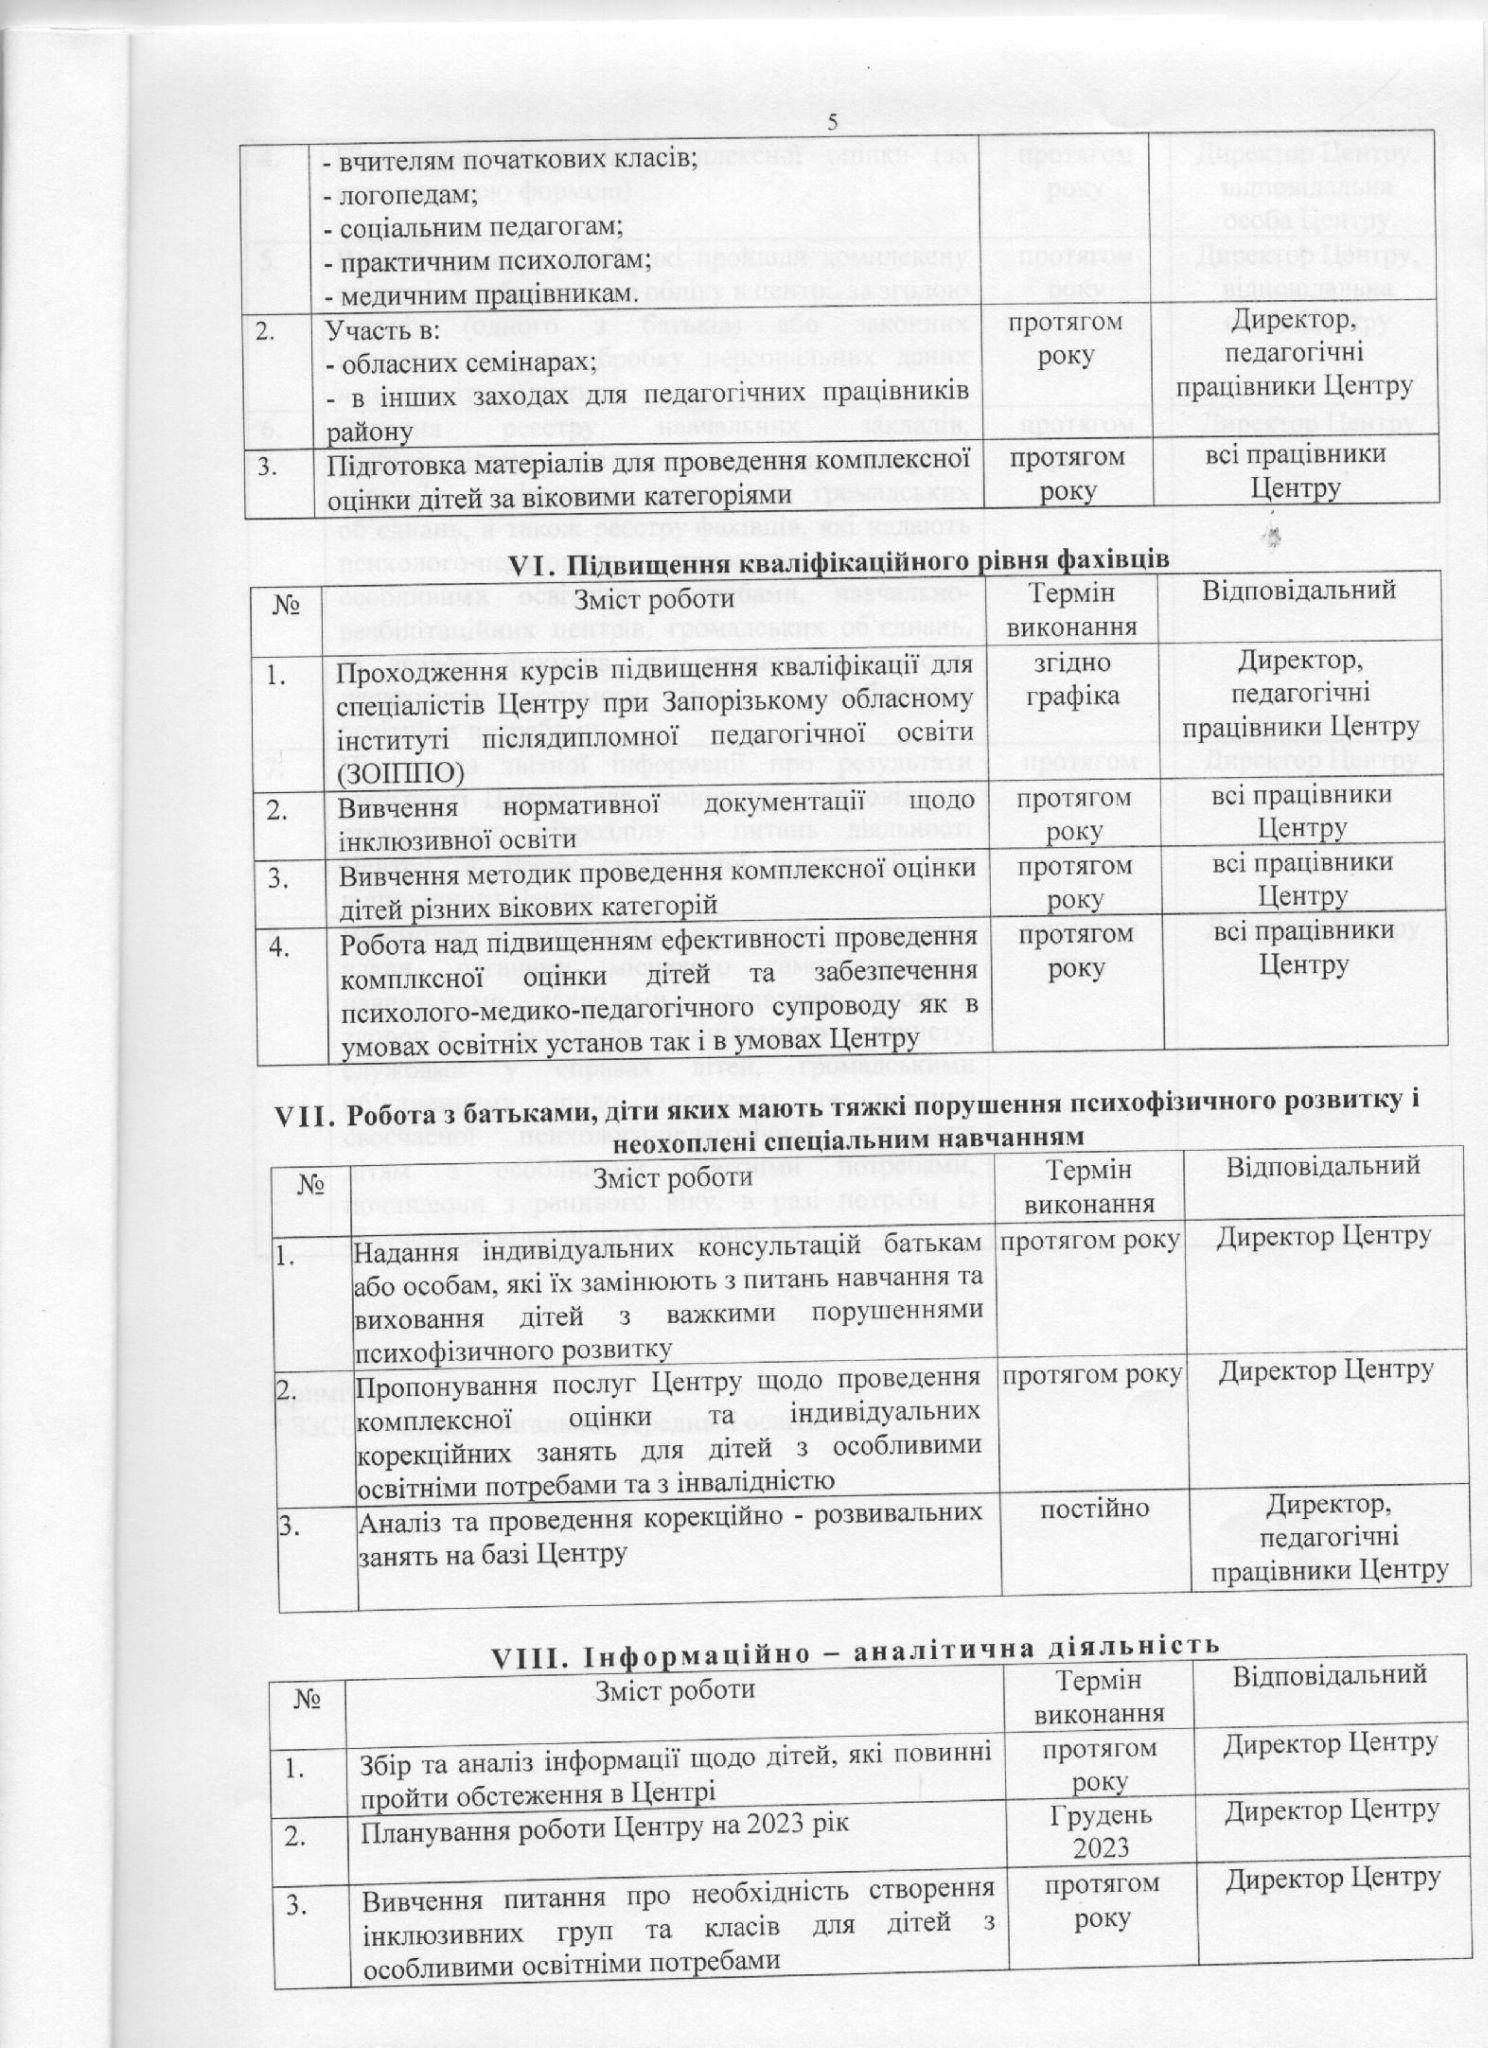 5
- вчителям початкових класів;
- логопедам;
- соціальним педагогам;
- практичним психологам;
- медичним працівникам.
2. Участь в: протягом Директор,
- обласних семінарах; року педагогічні
- в інших заходах для педагогічних працівників працівники Центру
району
3. Підготовка матеріалів для проведення комплексної протягом всі працівники
оцінки дітей за віковими категоріями року Центру
VI. Підвищення кваліфікаційного рівня фахівців
№ Зміст роботи Термін Відповідальний
виконання
1. Проходження курсів підвищення кваліфікації для згідно Директор,
спеціалістів Центру при Запорізькому обласному графіка педагогічні
інституті післядипломної педагогічної освіти працівники Центру
(ЗОІППО)
2. Вивчення нормативної документації щодо протягом всі працівники
інклюзивної освіти року Центру
3. Вивчення методик проведення комплексної оцінки протягом всі працівники
дітей різних вікових категорій року Центру
4. Робота над підвищенням ефективності проведення протягом всі працівники
комплксної оцінки дітей та забезпечення року Центру
психолого-медико-педагогічного супроводу як в
умовах освітніх установ так і в умовах Центру
VII. Робота з батьками, діти яких мають тяжкі порушення психофізичного розвитку і
неохоплені спеціальним навчанням
№ Зміст роботи Термін Відповідальний
виконання
1. Надання індивідуальних консультацій батькам протягом року Директор Центру
або особам, які їх замінюють з питань навчання та
виховання дітей з важкими порушеннями
психофізичного розвитку
2. Пропонування послуг Центру щодо проведення протягом року Директор Центру
комплексної оцінки та індивідуальних
корекційних занять для дітей з особливими
освітніми потребами та з інвалідністю
3. Аналіз та проведення корекційно - розвивальних постійно Директор,
занять на базі Центру педагогічні
працівники Центру
VIII. Інформаційно – аналітична діяльність
№ Зміст роботи Термін Відповідальний
виконання
1. Збір та аналіз інформації щодо дітей, які повинні протягом Директор Центру
пройти обстеження в Центрі року
2. Планування роботи Центру на 2023 рік Грудень Директор Центру
2023
3. Вивчення питання про необхідність створення протягом Директор Центру
інклюзивних груп та класів для дітей з року
особливими освітніми потребами